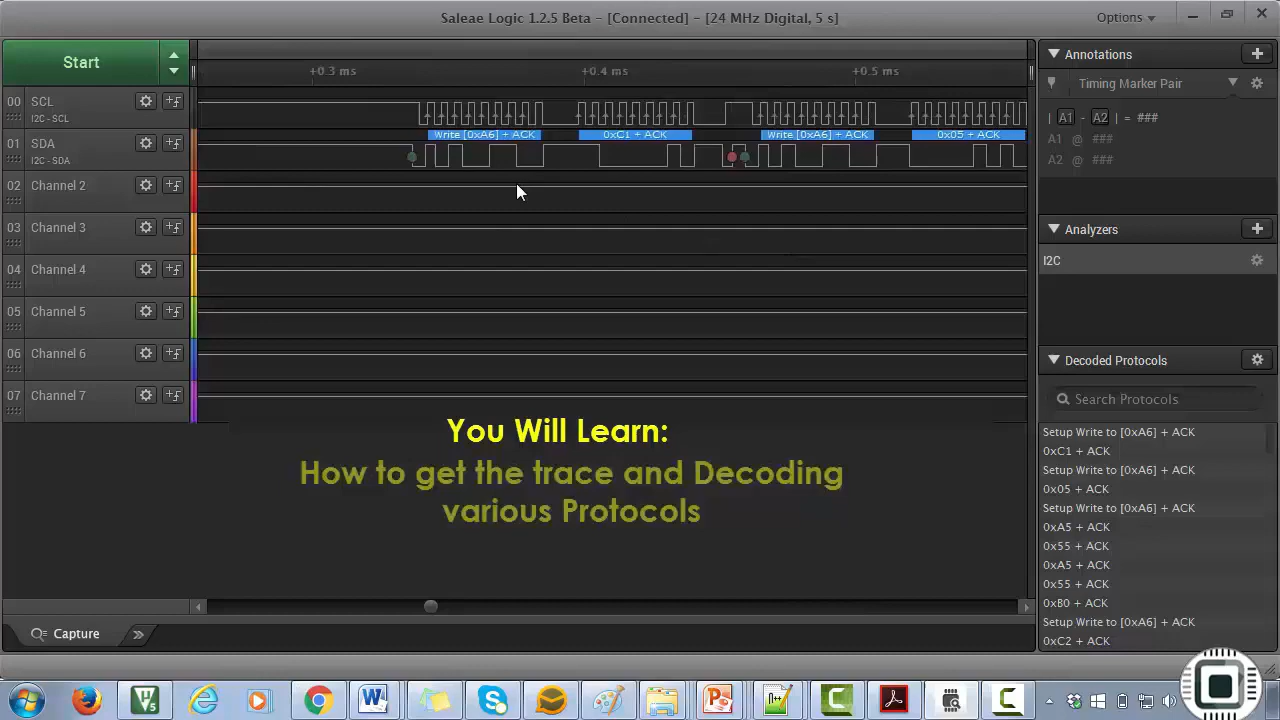 Saleae Logic 1.2.5 Beta - [Connected] - [24 MHz Digital, 5 s]
Options
Start
+0.3 ms
+0.4 ms
+0.5 ms
00 SCL
I2C - SCL
01 SDA
I2C - SDA
Write [0xA6] + ACK
0xC1 + ACK
Write [0xA6] + ACK
0x05 + ACK
02 Channel 2
03 Channel 3
04 Channel 4
05 Channel 5
06 Channel 6
07 Channel 7
You Will Learn:
How to get the trace and Decoding
various Protocols
Capture
Annotations
Timing Marker Pair
| A1 - A2 | = ###
A1 @ ###
A2 @ ###
Analyzers
I2C
Decoded Protocols
Search Protocols
Setup Write to [0xA6] + ACK
0xC1 + ACK
Setup Write to [0xA6] + ACK
0x05 + ACK
Setup Write to [0xA6] + ACK
0xA5 + ACK
0x55 + ACK
0xA5 + ACK
0x55 + ACK
0xB0 + ACK
Setup Write to [0xA6] + ACK
0xC2 + ACK